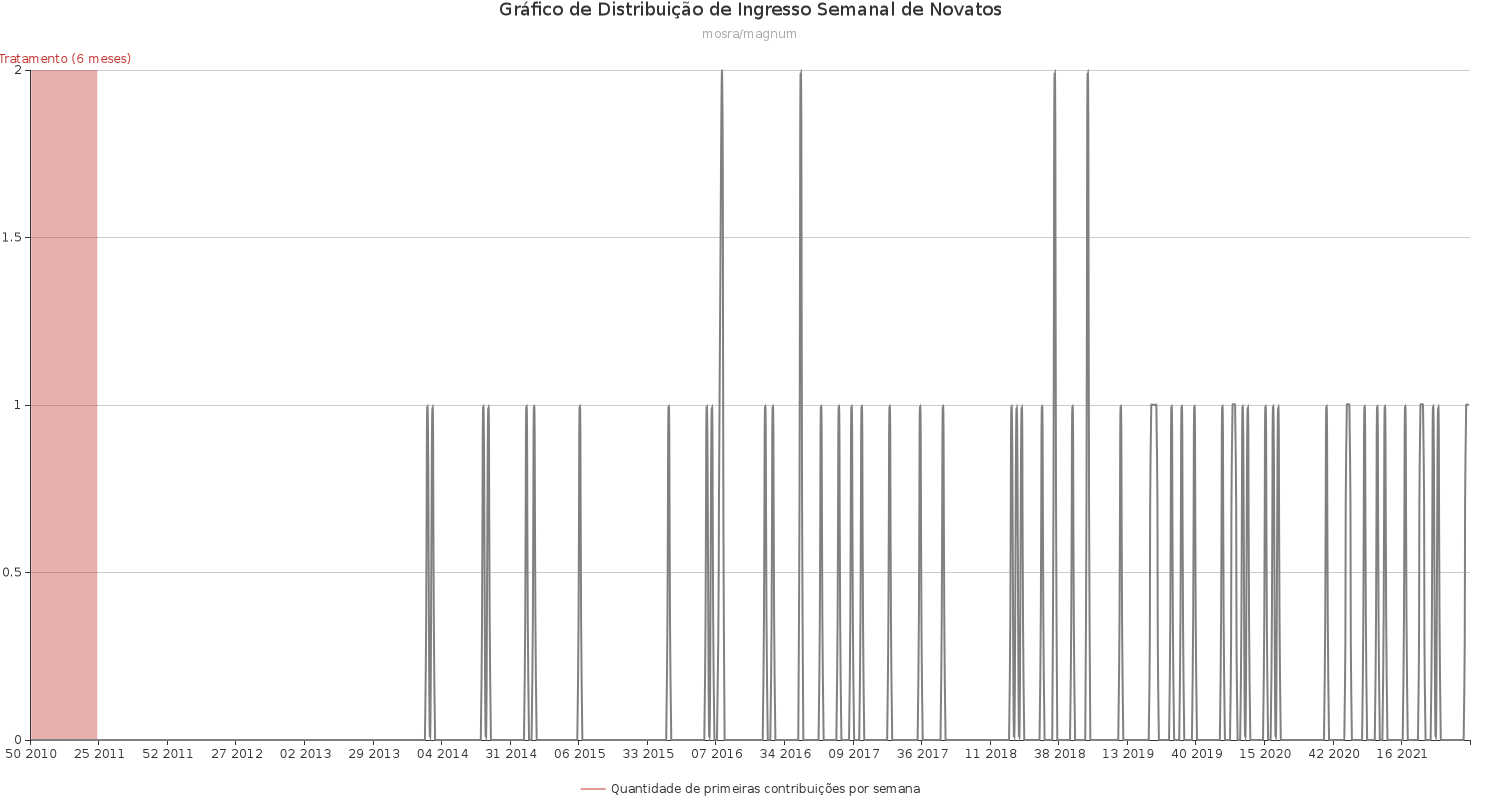 Gráfico de Distribuição de Ingresso Semanal de Novatos
mosra/magnum
Tratamento (6 meses)
2
1.5
1
0.5
0
50 2010 25 2011 52 2011 27 2012 02 2013 29 2013 04 2014 31 2014 06 2015 33 2015 07 2016 34 2016 09 2017 36 2017 11 2018 38 2018 13 2019 40 2019 15 2020 42 2020 16 2021
Quantidade de primeiras contribuições por semana